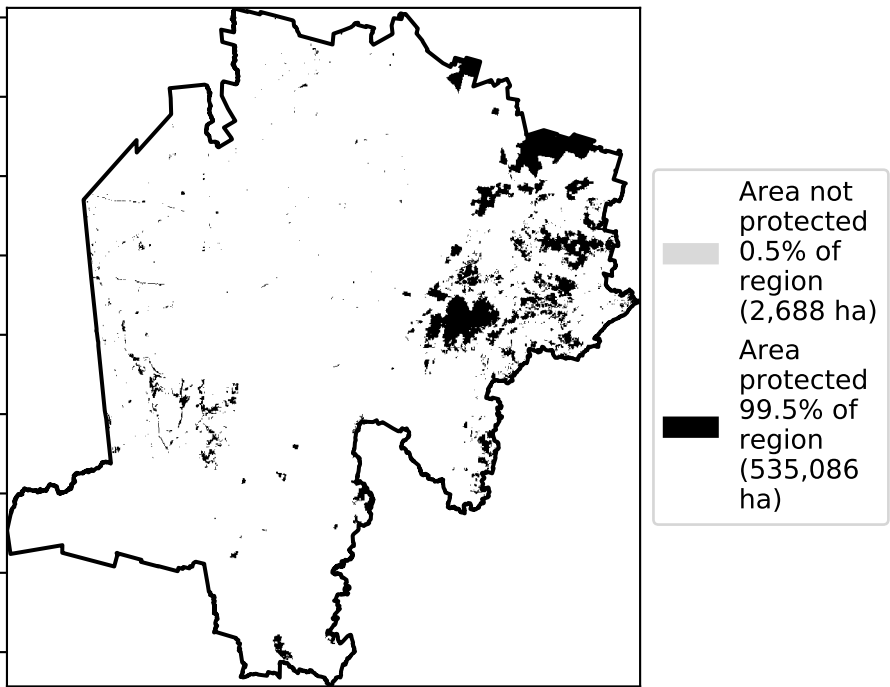 Area not
protected
0.5% of
region
(2,688 ha)
Area
protected
99.5% of
region
(535,086
ha)